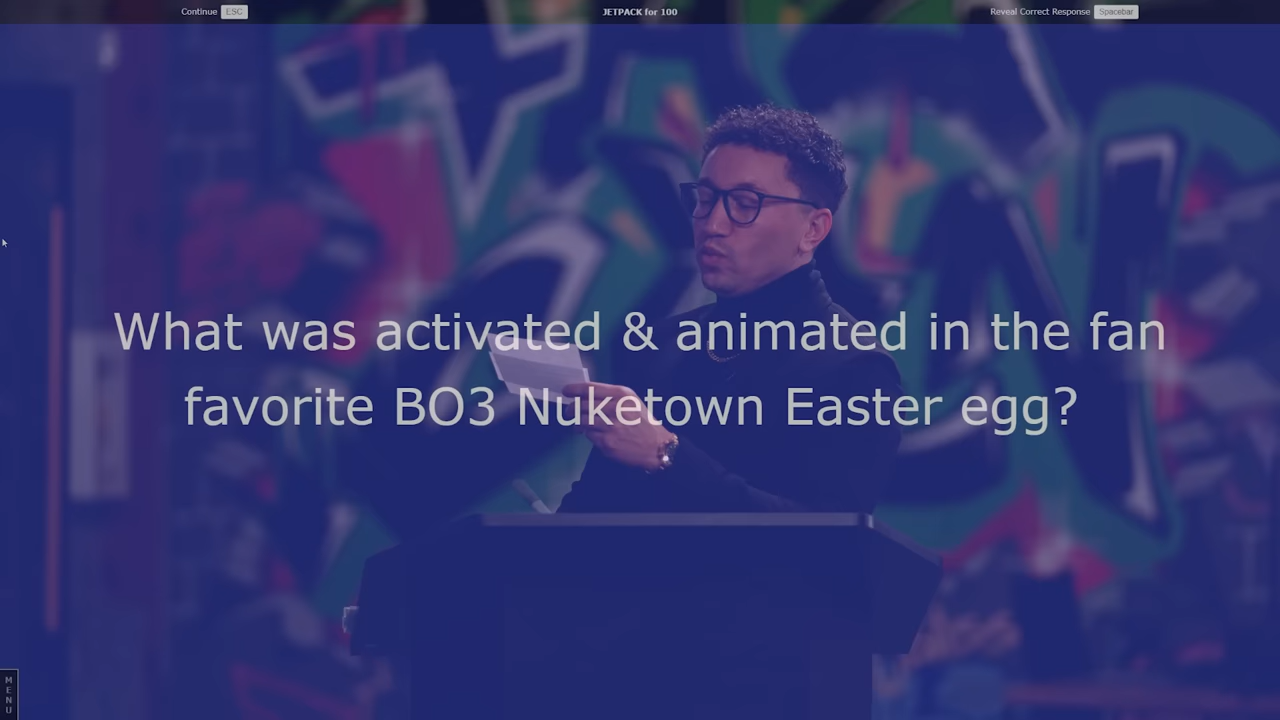 Continue ESC
JETPACK for 100
Reveal Correct Response Spacebar
What was activated & animated in the fan
favorite BO3 Nuketown Easter egg?
MENU